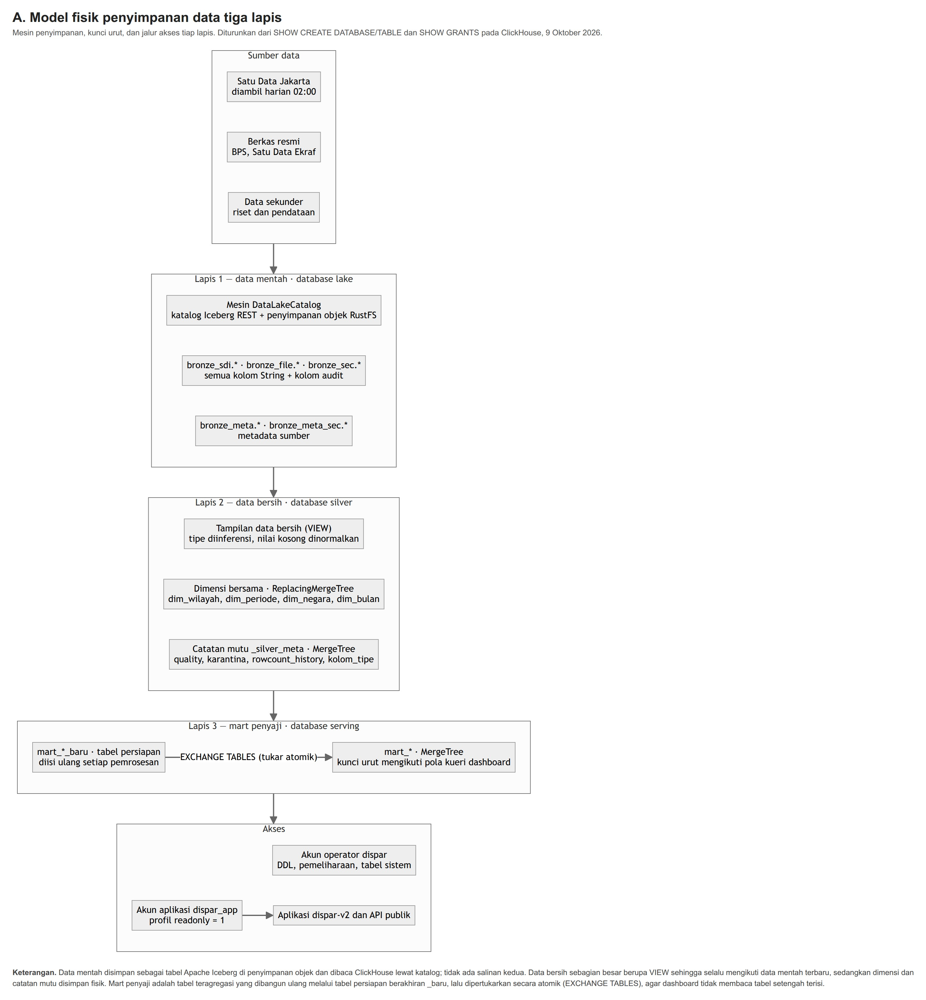 A. Model fisik penyimpanan data tiga lapis
Mesin penyimpanan, kunci urut, dan jalur akses tiap lapis. Diturunkan dari SHOW CREATE DATABASE/TABLE dan SHOW GRANTS pada ClickHouse, 9 Oktober 2026.
Sumber data
Satu Data Jakarta
diambil harian 02:00
Berkas resmi
BPS, Satu Data Ekraf
Data sekunder
riset dan pendataan
Lapis 1 — data mentah · database lake
Mesin DataLakeCatalog
katalog Iceberg REST + penyimpanan objek RustFS
bronze_sdi.* · bronze_file.* · bronze_sec.*
semua kolom String + kolom audit
bronze_meta.* · bronze_meta_sec.*
metadata sumber
Lapis 2 — data bersih · database silver
Tampilan data bersih (VIEW)
tipe diinferensi, nilai kosong dinormalkan
Dimensi bersama · ReplacingMergeTree
dim_wilayah, dim_periode, dim_negara, dim_bulan
Catatan mutu _silver_meta · MergeTree
quality, karantina, rowcount_history, kolom_tipe
Lapis 3 — mart penyaji · database serving
mart_*_baru · tabel persiapan
diisi ulang setiap pemrosesan
EXCHANGE TABLES (tukar atomik)
mart_* · MergeTree
kunci urut mengikuti pola kueri dashboard
Akses
Akun operator dispar
DDL, pemeliharaan, tabel sistem
Akun aplikasi dispar_app
profil readonly = 1
Aplikasi dispar-v2 dan API publik
Keterangan. Data mentah disimpan sebagai tabel Apache Iceberg di penyimpanan objek dan dibaca ClickHouse lewat katalog; tidak ada salinan kedua. Data bersih sebagian besar berupa VIEW sehingga selalu mengikuti data mentah terbaru, sedangkan dimensi dan
catatan mutu disimpan fisik. Mart penyaji adalah tabel teragregasi yang dibangun ulang melalui tabel persiapan berakhiran _baru, lalu dipertukarkan secara atomik (EXCHANGE TABLES), agar dashboard tidak membaca tabel setengah terisi.